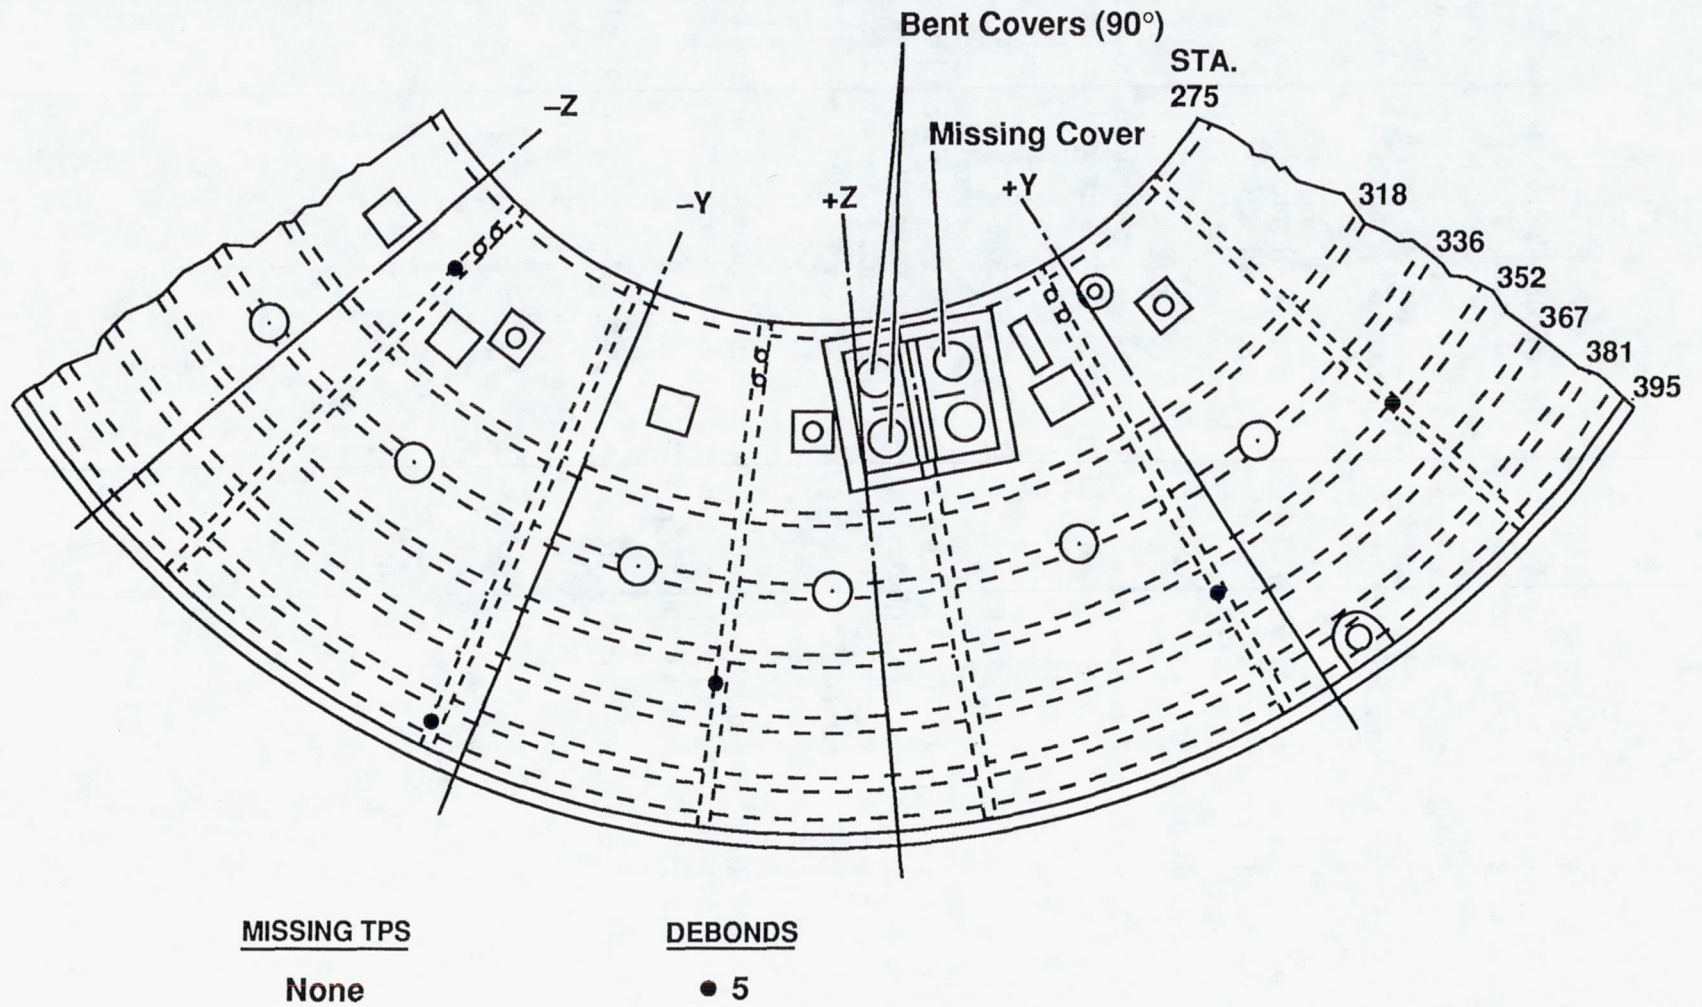 Bent Covers (90°)
STA.
275
–Z
Missing Cover
–Y
+Z
+Y
318
336
352
367
381
395
MISSING TPS
DEBONDS
None
● 5